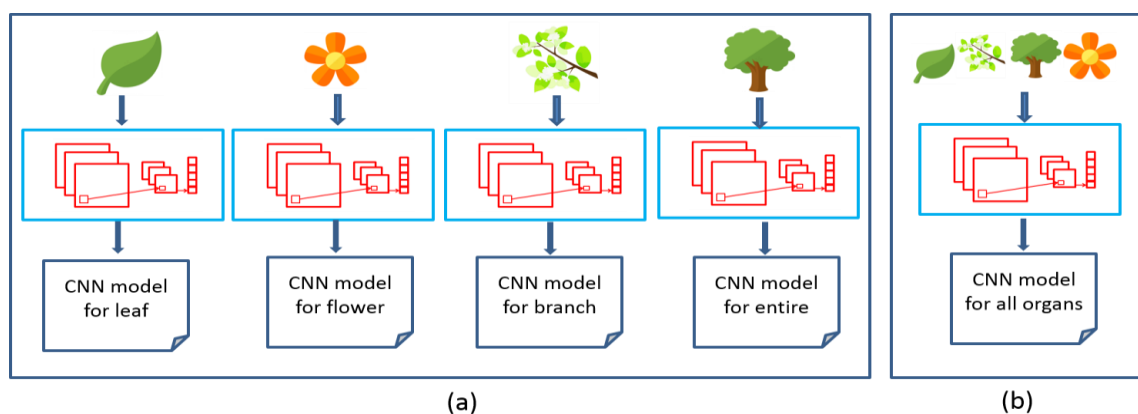 CNN model
for leaf
CNN model
for flower
CNN model
for branch
CNN model
for entire
CNN model
for all organs
(a)
(b)